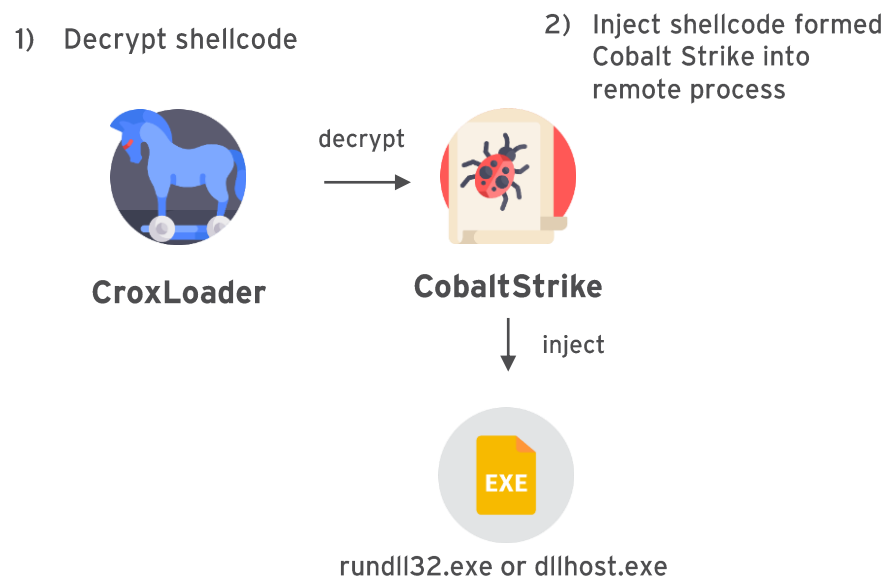 1) Decrypt shellcode
2) Inject shellcode formed
Cobalt Strike into
remote process
decrypt
CroxLoader
CobaltStrike
inject
EXE
rundll32.exe or dllhost.exe